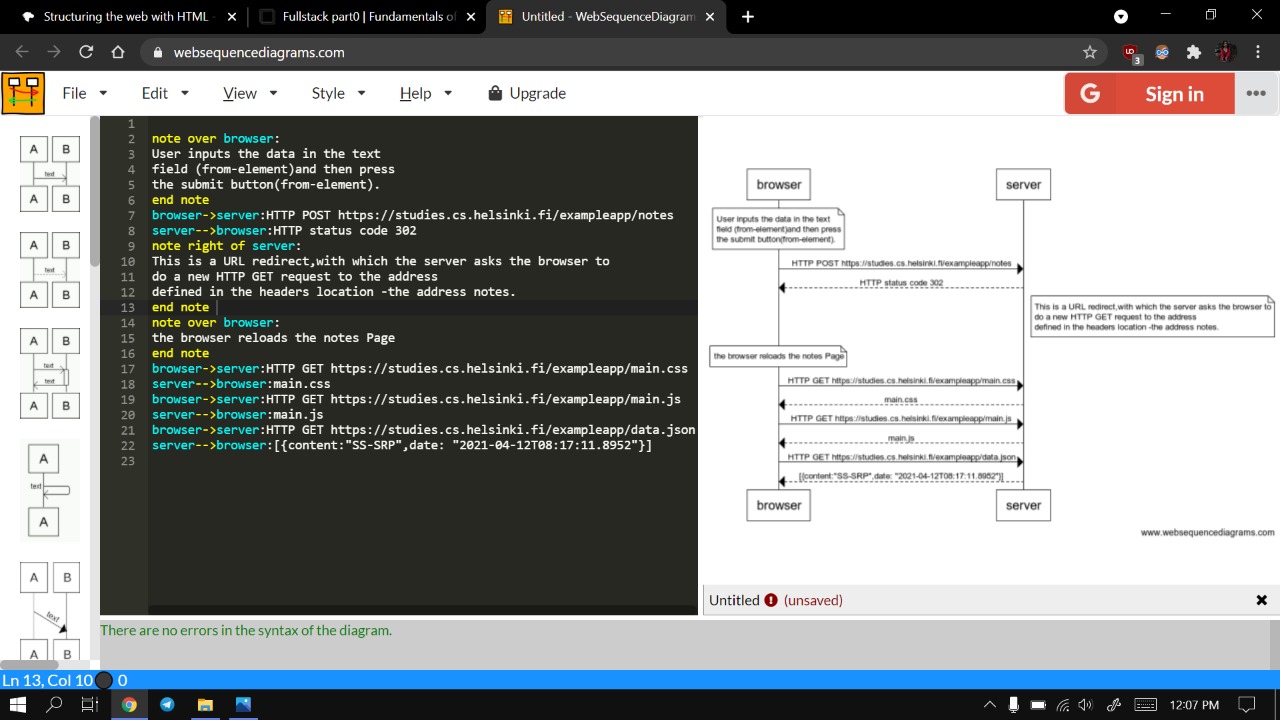 Structuring the web with HTML -
Fullstack part0 | Fundamentals of
Untitled - WebSequenceDiagram
websequencediagrams.com
3
File
Edit
View
Style
Help
Upgrade
G Sign in
A B
text
A B
A B
text
A B
A B
text
text
A B
A
text
A
A B
text
A B
1
2 note over browser:
3 User inputs the data in the text
4 field (from-element)and then press
5 the submit button(from-element).
6 end note
7 browser->server:HTTP POST https://studies.cs.helsinki.fi/exampleapp/notes
8 server-->browser:HTTP status code 302
9 note right of server:
10 This is a URL redirect,with which the server asks the browser to
11 do a new HTTP GET request to the address
12 defined in the headers location -the address notes.
13 end note
14 note over browser:
15 the browser reloads the notes Page
16 end note
17 browser->server:HTTP GET https://studies.cs.helsinki.fi/exampleapp/main.css
18 server-->browser:main.css
19 browser->server:HTTP GET https://studies.cs.helsinki.fi/exampleapp/main.js
20 server-->browser:main.js
21 browser->server:HTTP GET https://studies.cs.helsinki.fi/exampleapp/data.json
22 server-->browser:[{content:"SS-SRP",date: "2021-04-12T08:17:11.8952"}]
23
browser
server
User inputs the data in the text
field (from-element)and then press
the submit button(from-element).
HTTP POST https://studies.cs.helsinki.fi/exampleapp/notes
HTTP status code 302
This is a URL redirect,with which the server asks the browser to
do a new HTTP GET request to the address
defined in the headers location -the address notes.
the browser reloads the notes Page
HTTP GET https://studies.cs.helsinki.fi/exampleapp/main.css
main.css
HTTP GET https://studies.cs.helsinki.fi/exampleapp/main.js
main.js
HTTP GET https://studies.cs.helsinki.fi/exampleapp/data.json
[{content:"SS-SRP",date: "2021-04-12T08:17:11.8952"}]
browser
server
www.websequencediagrams.com
Untitled (unsaved)
There are no errors in the syntax of the diagram.
Ln 13, Col 10 0
12:07 PM